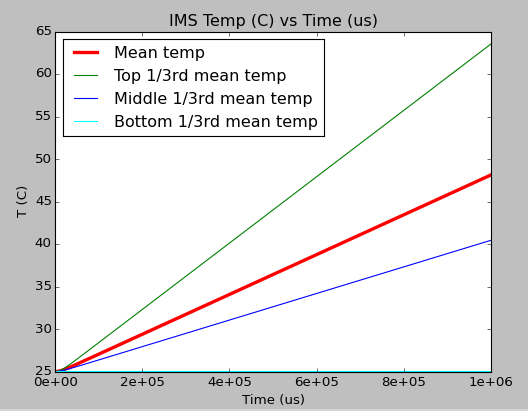 IMS Temp (C) vs Time (us)
65
60
55
50
45
40
35
30
25
T (C)
Mean temp
Top 1/3rd mean temp
Middle 1/3rd mean temp
Bottom 1/3rd mean temp
0e+00 2e+05 4e+05 6e+05 8e+05 1e+06
Time (us)